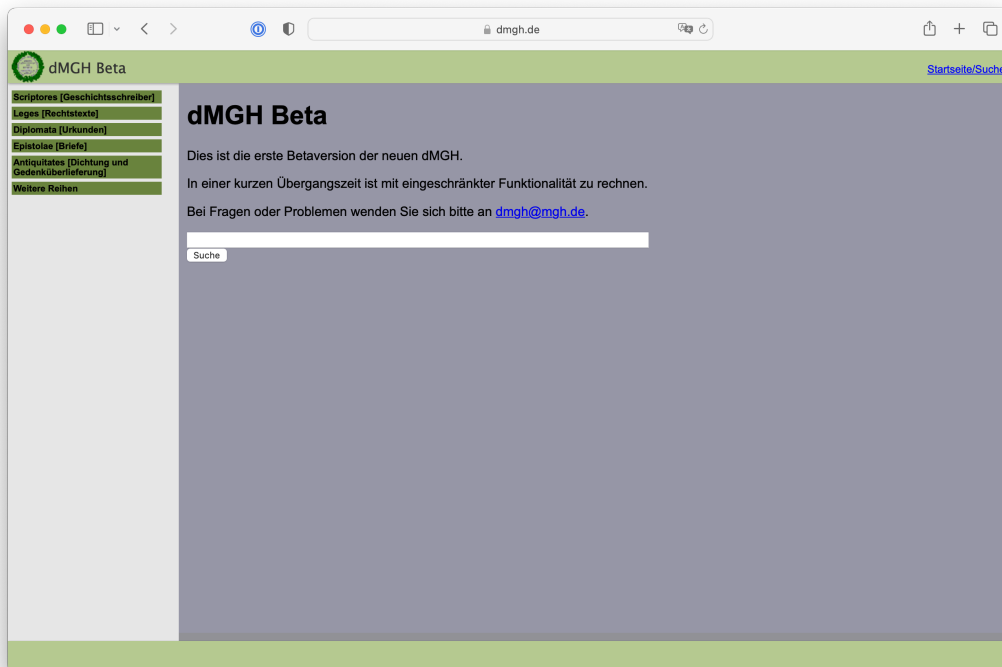 dmgh.de
dMGH Beta
Startseite/Suche
Scriptores [Geschichtsschreiber]
Leges [Rechtstexte]
Diplomata [Urkunden]
Epistolae [Briefe]
Antiquitates [Dichtung und
Gedenküberlieferung]
Weitere Reihen
dMGH Beta
Dies ist die erste Betaversion der neuen dMGH.
In einer kurzen Übergangszeit ist mit eingeschränkter Funktionalität zu rechnen.
Bei Fragen oder Problemen wenden Sie sich bitte an dmgh@mgh.de.
Suche